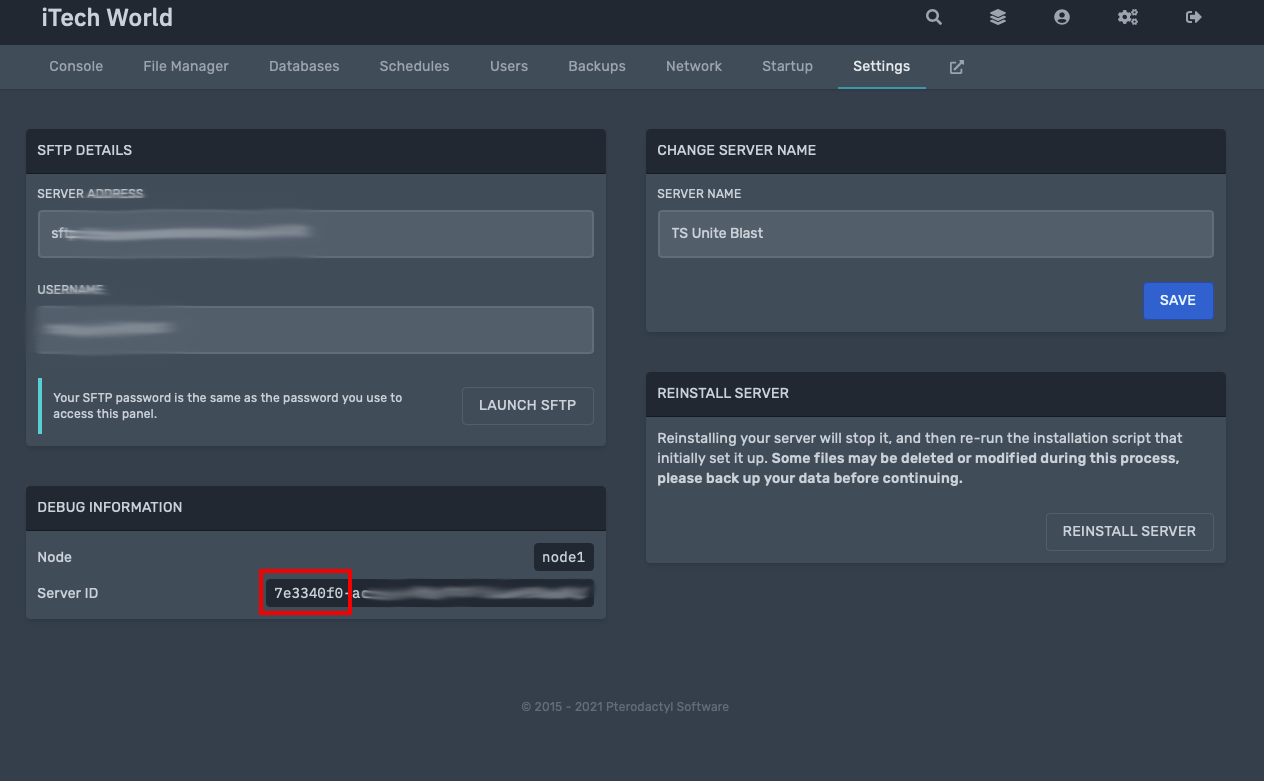 iTech World
Console File Manager Databases Schedules Users Backups Network Startup Settings
SFTP DETAILS
SERVER ADDRESS
USERNAME
Your SFTP password is the same as the password you use to
access this panel.
LAUNCH SFTP
DEBUG INFORMATION
Node node1
Server ID 7e3340f0-ac
CHANGE SERVER NAME
SERVER NAME
TS Unite Blast
SAVE
REINSTALL SERVER
Reinstalling your server will stop it, and then re-run the installation script that
initially set it up. Some files may be deleted or modified during this process,
please back up your data before continuing.
REINSTALL SERVER
© 2015 - 2021 Pterodactyl Software